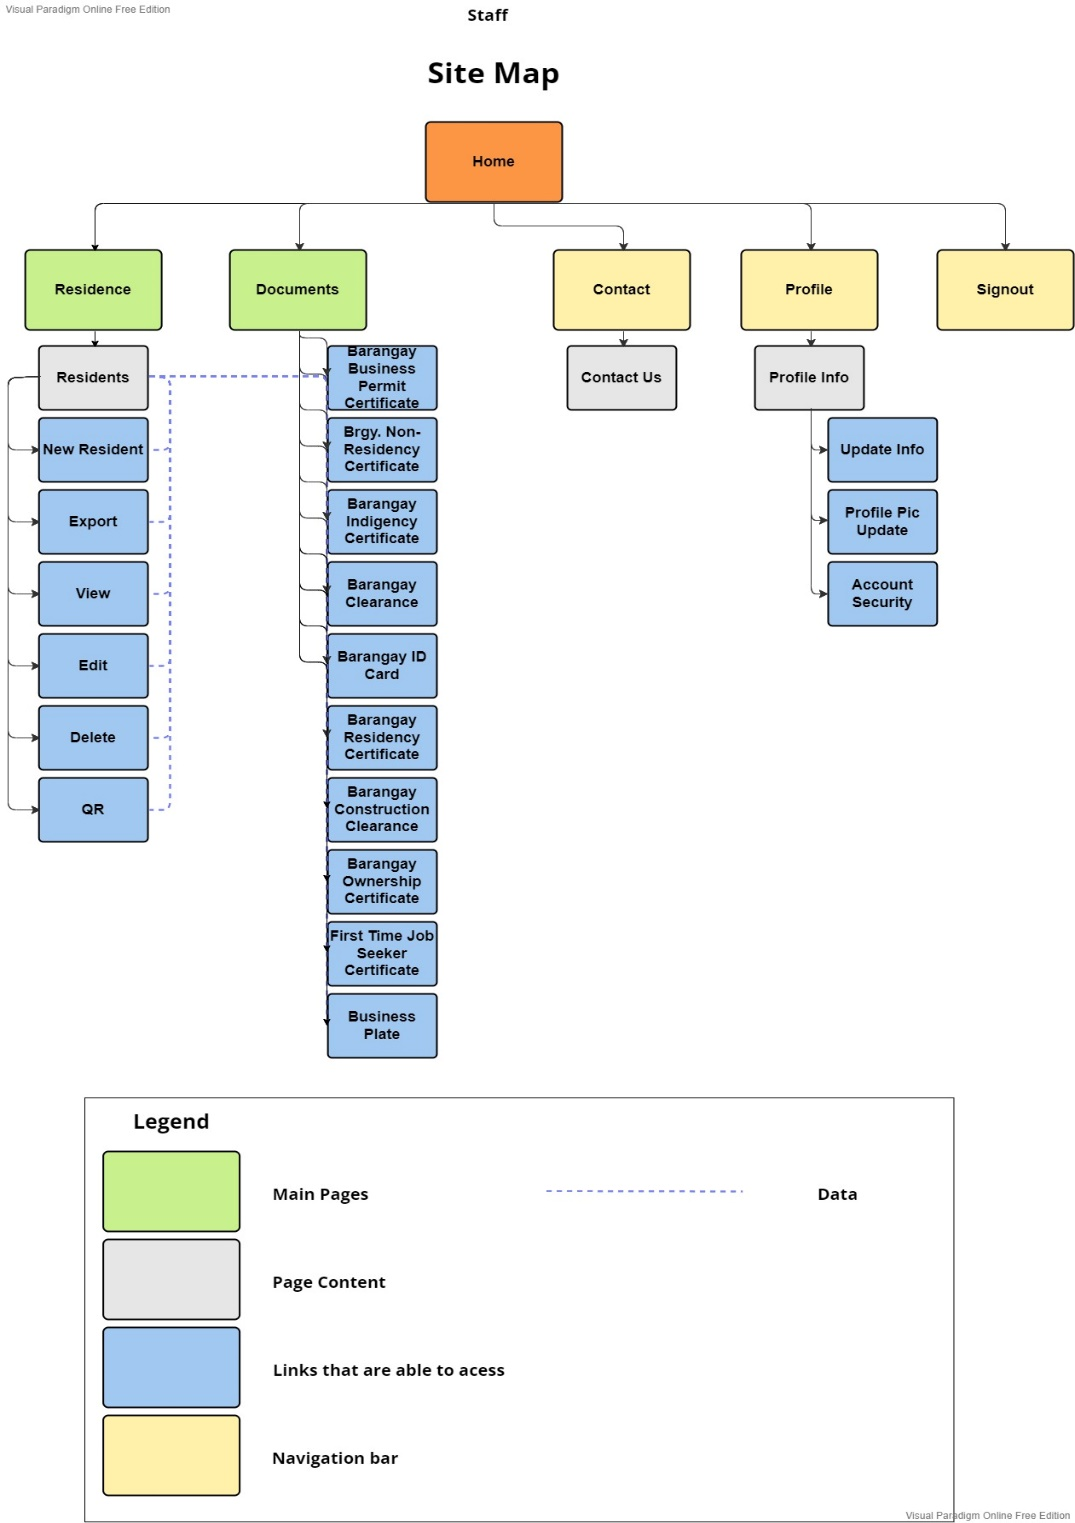 Visual Paradigm Online Free Edition
Staff
Site Map
Home
Residence
Documents
Contact
Profile
Signout
Residents
New Resident
Export
View
Edit
Delete
QR
Barangay
Business
Permit
Certificate
Brgy. Non-
Residency
Certificate
Barangay
Indigency
Certificate
Barangay
Clearance
Barangay ID
Card
Barangay
Residency
Certificate
Barangay
Construction
Clearance
Barangay
Ownership
Certificate
First Time Job
Seeker
Certificate
Business
Plate
Contact Us
Profile Info
Update Info
Profile Pic
Update
Account
Security
Legend
Main Pages
Data
Page Content
Links that are able to acess
Navigation bar
Visual Paradigm Online Free Edition